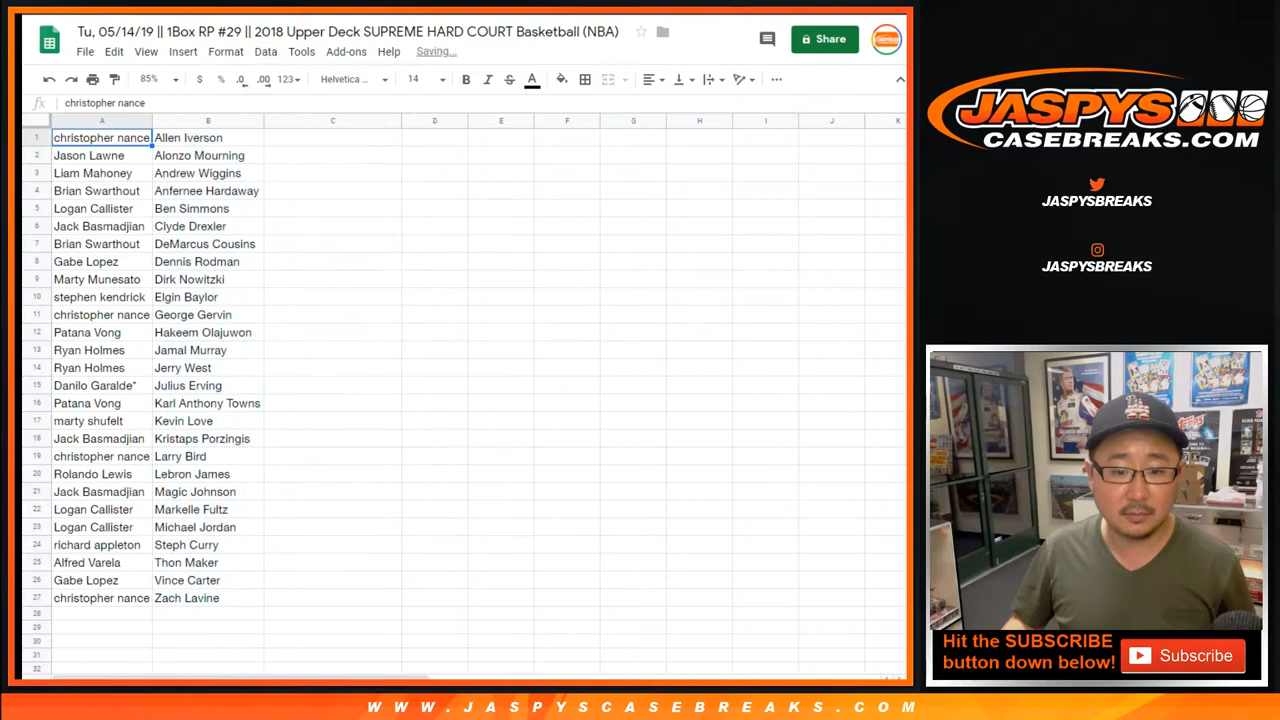 Tu, 05/14/19 || 1Box RP #29 || 2018 Upper Deck SUPREME HARD COURT Basketball (NBA)
File Edit View Insert Format Data Tools Add-ons Help Saving...
Share
85% $ % .0 .00 123 Helvetica ... 14 B I S A
fx christopher nance
A B C D E F G H I J K
1 christopher nance Allen Iverson
2 Jason Lawne Alonzo Mourning
3 Liam Mahoney Andrew Wiggins
4 Brian Swarthout Anfernee Hardaway
5 Logan Callister Ben Simmons
6 Jack Basmadjian Clyde Drexler
7 Brian Swarthout DeMarcus Cousins
8 Gabe Lopez Dennis Rodman
9 Marty Munesato Dirk Nowitzki
10 stephen kendrick Elgin Baylor
11 christopher nance George Gervin
12 Patana Vong Hakeem Olajuwon
13 Ryan Holmes Jamal Murray
14 Ryan Holmes Jerry West
15 Danilo Garalde* Julius Erving
16 Patana Vong Karl Anthony Towns
17 marty shufelt Kevin Love
18 Jack Basmadjian Kristaps Porzingis
19 christopher nance Larry Bird
20 Rolando Lewis Lebron James
21 Jack Basmadjian Magic Johnson
22 Logan Callister Markelle Fultz
23 Logan Callister Michael Jordan
24 richard appleton Steph Curry
25 Alfred Varela Thon Maker
26 Gabe Lopez Vince Carter
27 christopher nance Zach Lavine
28
29
30
31
32
JASPYS
CASEBREAKS.COM
JASPYSBREAKS
JASPYSBREAKS
Hit the SUBSCRIBE
button down below!
Subscribe
WWW.JASPYSCASEBREAKS.COM